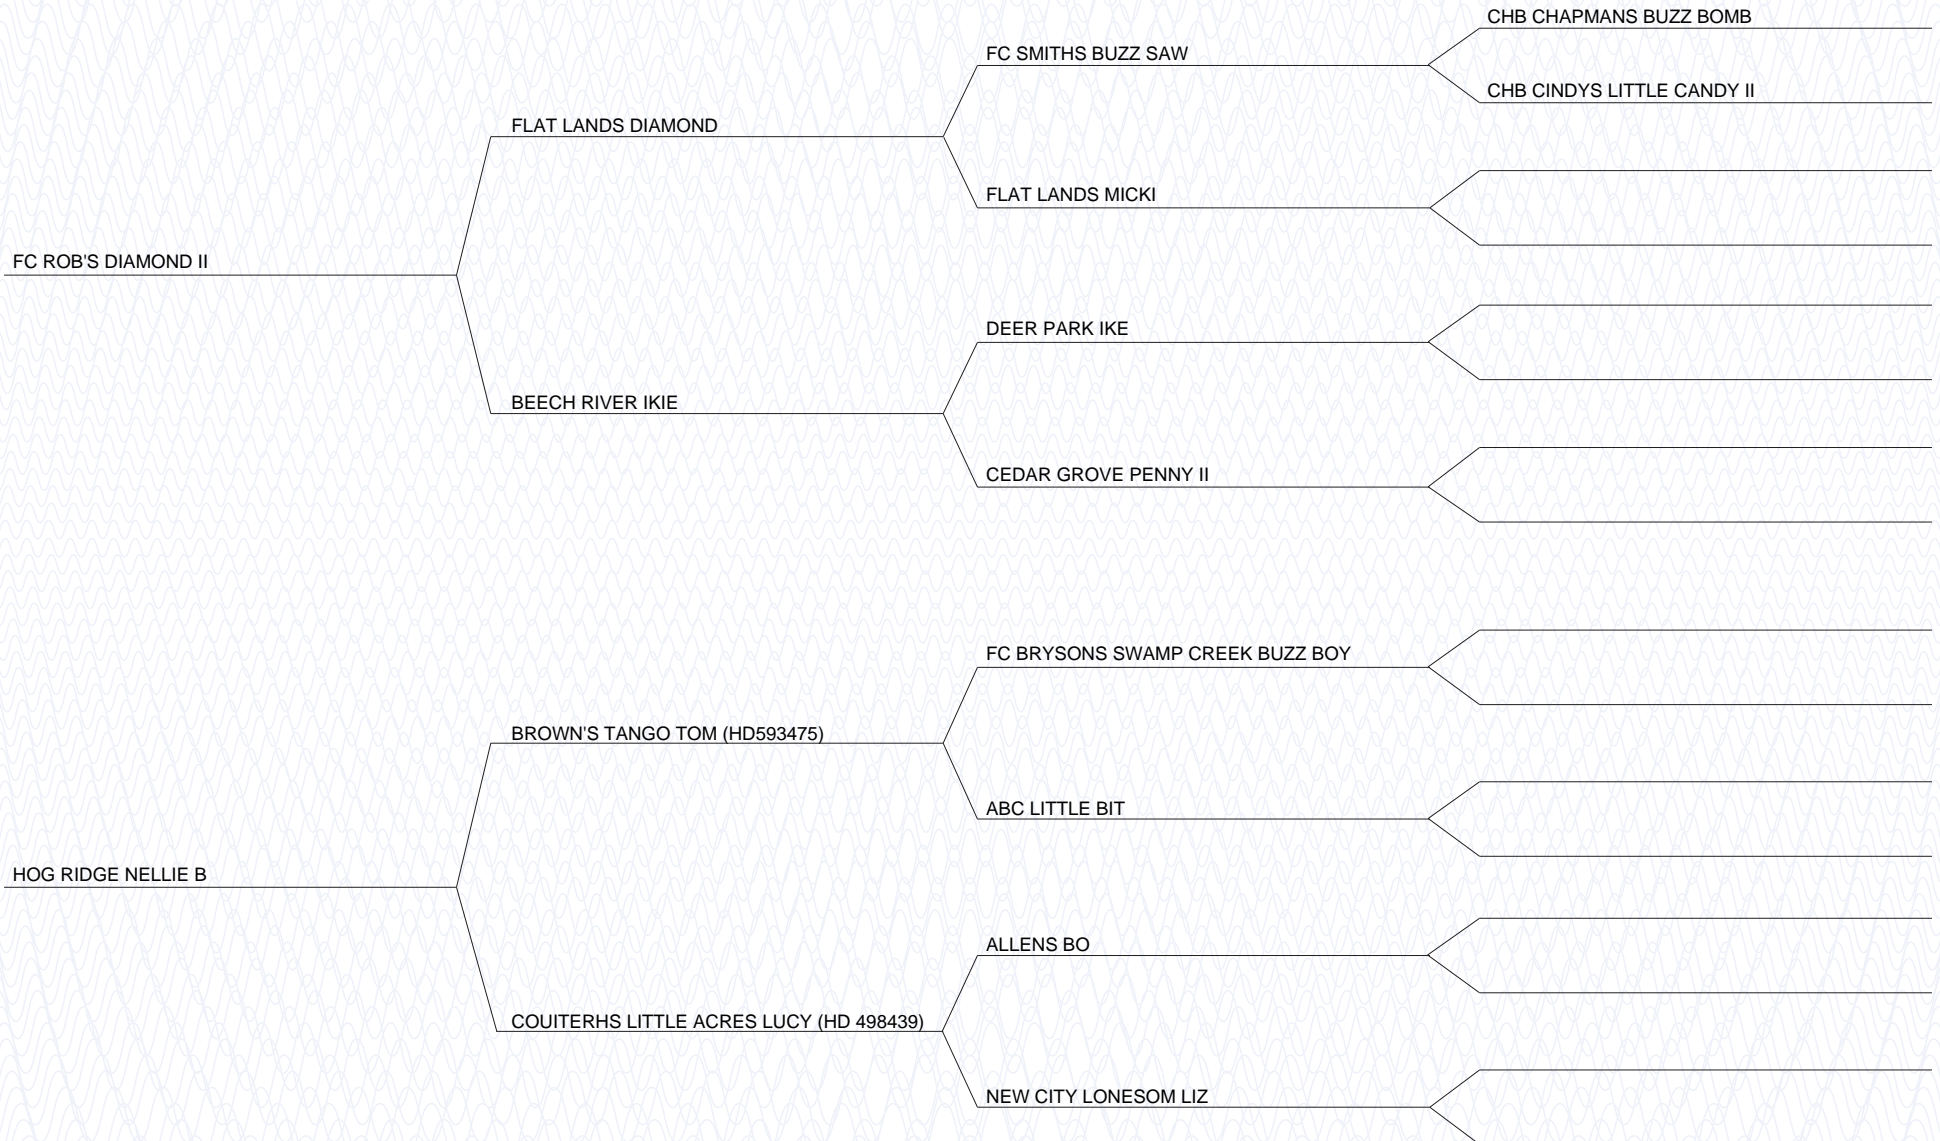 CHB CHAPMANS BUZZ BOMB
FC SMITHS BUZZ SAW
CHB CINDYS LITTLE CANDY II
FLAT LANDS DIAMOND
FLAT LANDS MICKI
FC ROB'S DIAMOND II
DEER PARK IKE
BEECH RIVER IKIE
CEDAR GROVE PENNY II
FC BRYSONS SWAMP CREEK BUZZ BOY
BROWN'S TANGO TOM (HD593475)
ABC LITTLE BIT
HOG RIDGE NELLIE B
ALLENS BO
COUITERHS LITTLE ACRES LUCY (HD 498439)
NEW CITY LONESOM LIZ